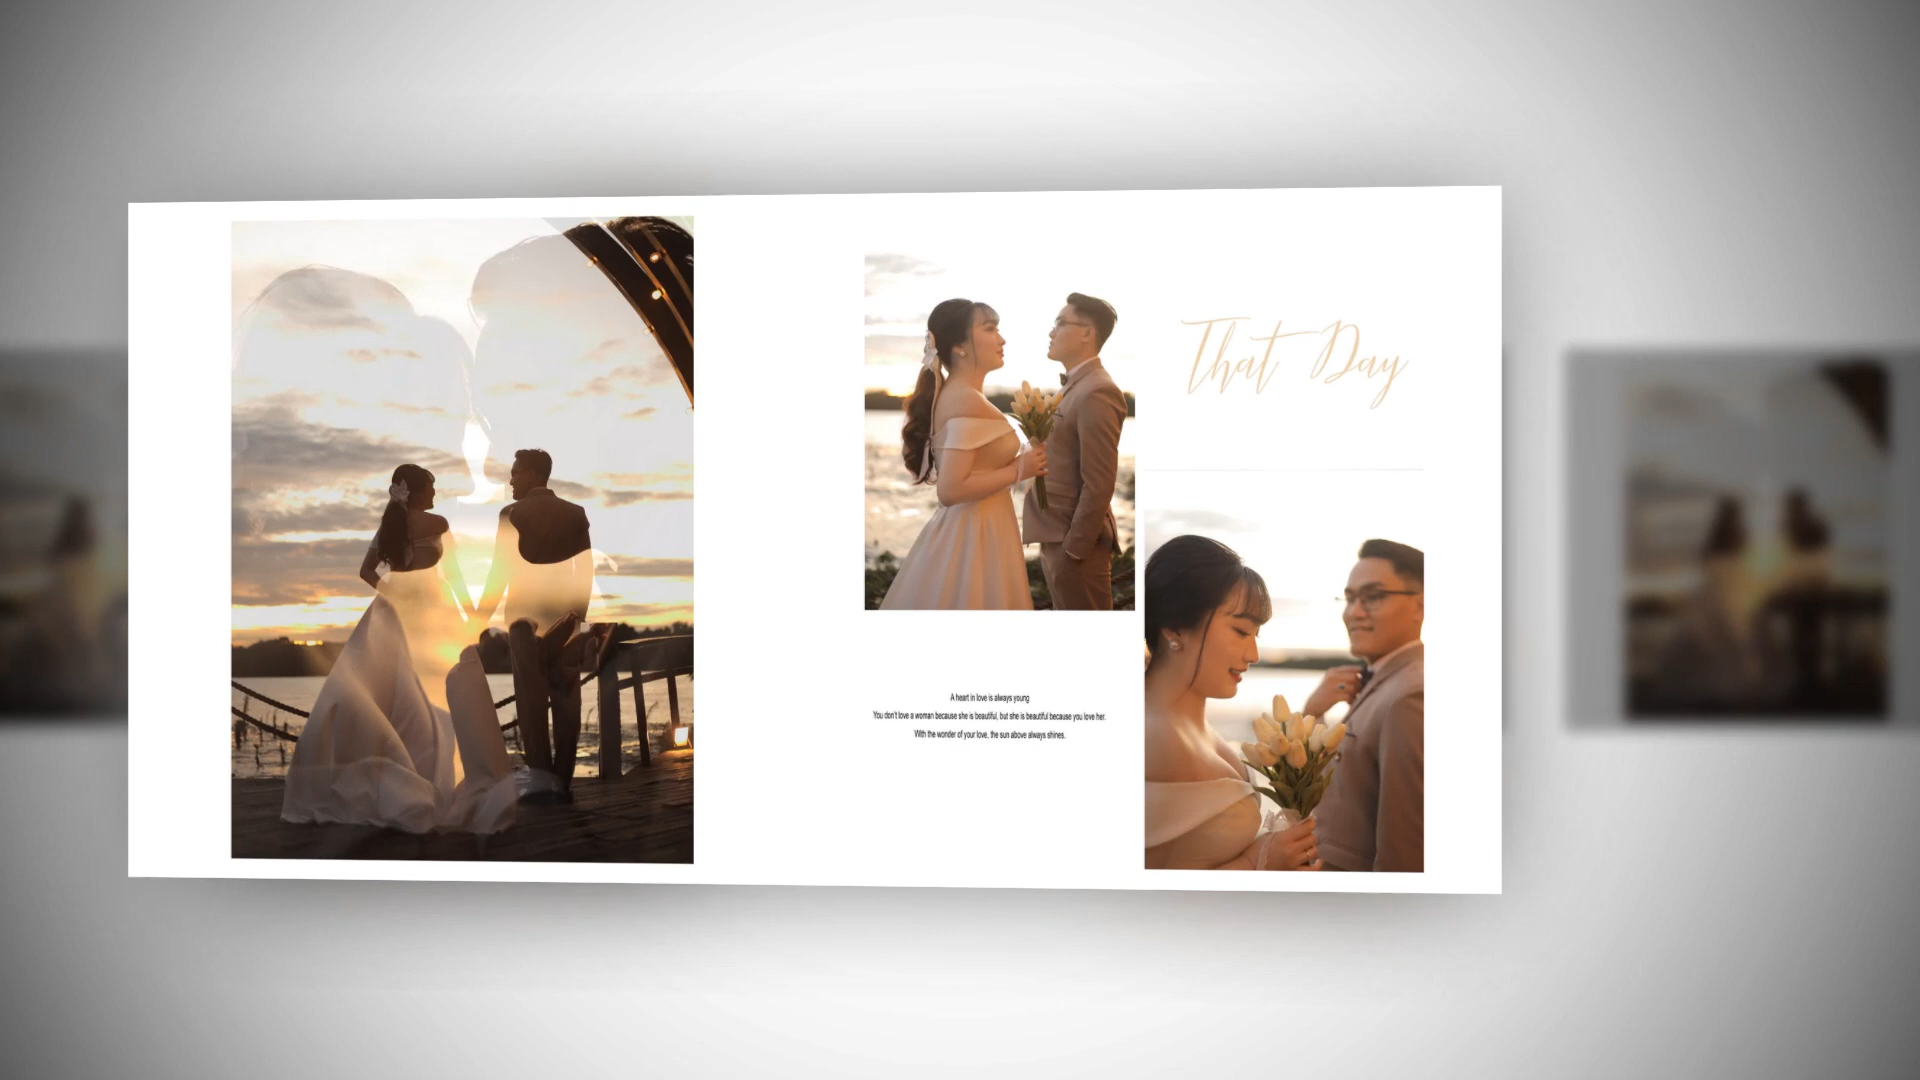 That Day
A heart in love is always young
You don't love a woman because she is beautiful, but she is beautiful because you love her.
With the wonder of your love, the sun above always shines.